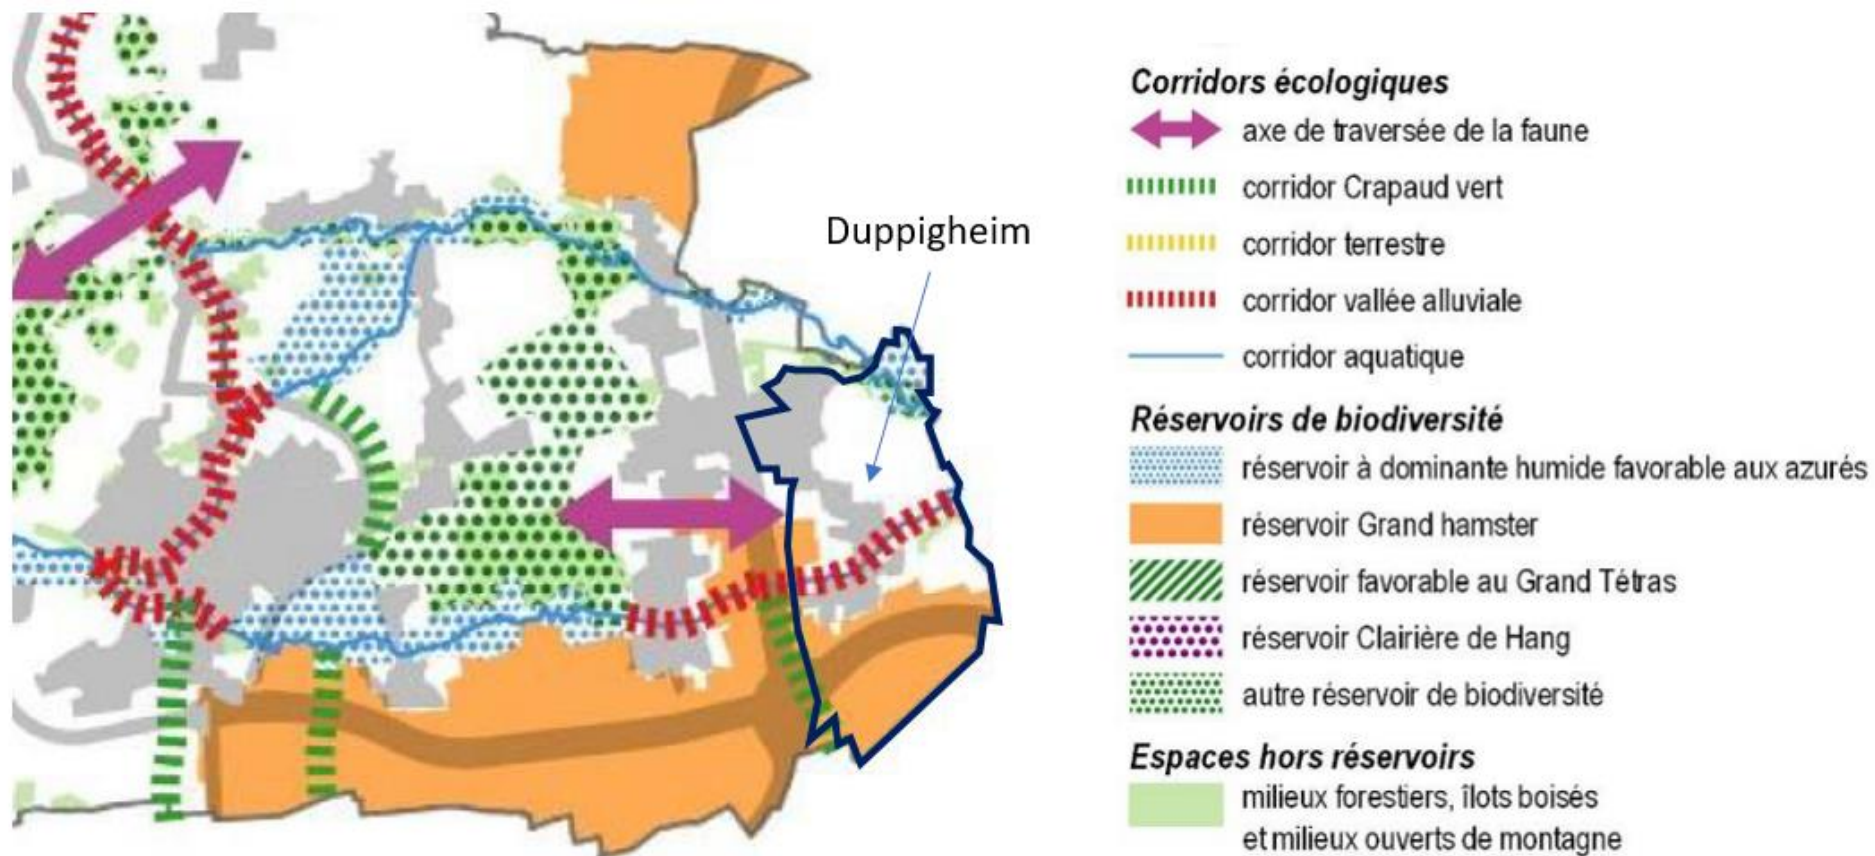 Duppigheim
Corridors écologiques
axe de traversée de la faune
corridor Crapaud vert
corridor terrestre
corridor vallée alluviale
corridor aquatique
Réservoirs de biodiversité
réservoir à dominante humide favorable aux azurés
réservoir Grand hamster
réservoir favorable au Grand Tétras
réservoir Clairière de Hang
autre réservoir de biodiversité
Espaces hors réservoirs
milieux forestiers, îlots boisés
et milieux ouverts de montagne